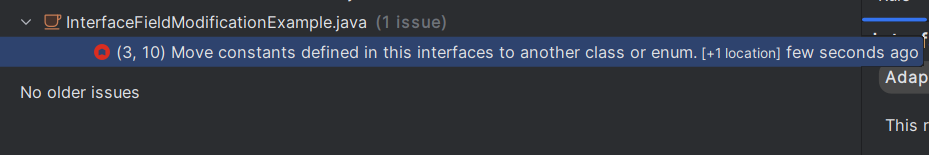 InterfaceFieldModificationExample.java (1 issue)
(3, 10) Move constants defined in this interfaces to another class or enum. [+1 location] few seconds ago
Adap
No older issues
This r